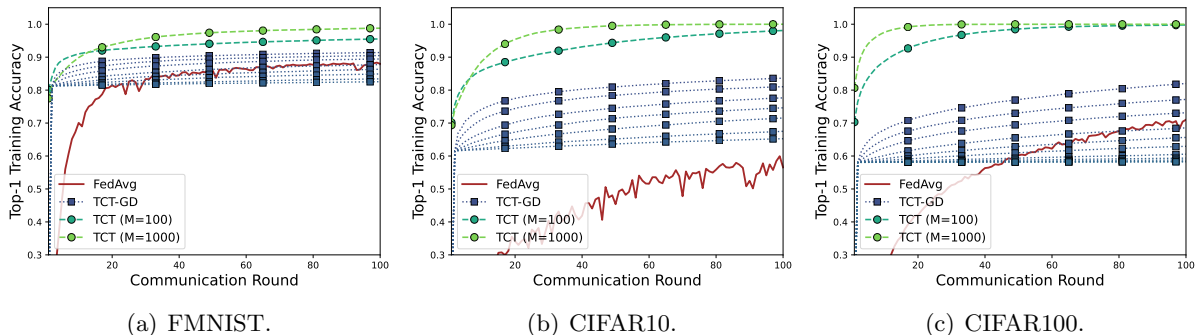 Top-1 Training Accuracy
1.0
0.9
0.8
0.7
0.6
0.5
0.4
0.3
FedAvg
TCT-GD
TCT (M=100)
TCT (M=1000)
20
40
60
80
100
Communication Round
(a) FMNIST.
Top-1 Training Accuracy
1.0
0.9
0.8
0.7
0.6
0.5
0.4
0.3
FedAvg
TCT-GD
TCT (M=100)
TCT (M=1000)
20
40
60
80
100
Communication Round
(b) CIFAR10.
Top-1 Training Accuracy
1.0
0.9
0.8
0.7
0.6
0.5
0.4
0.3
FedAvg
TCT-GD
TCT (M=100)
TCT (M=1000)
20
40
60
80
100
Communication Round
(c) CIFAR100.